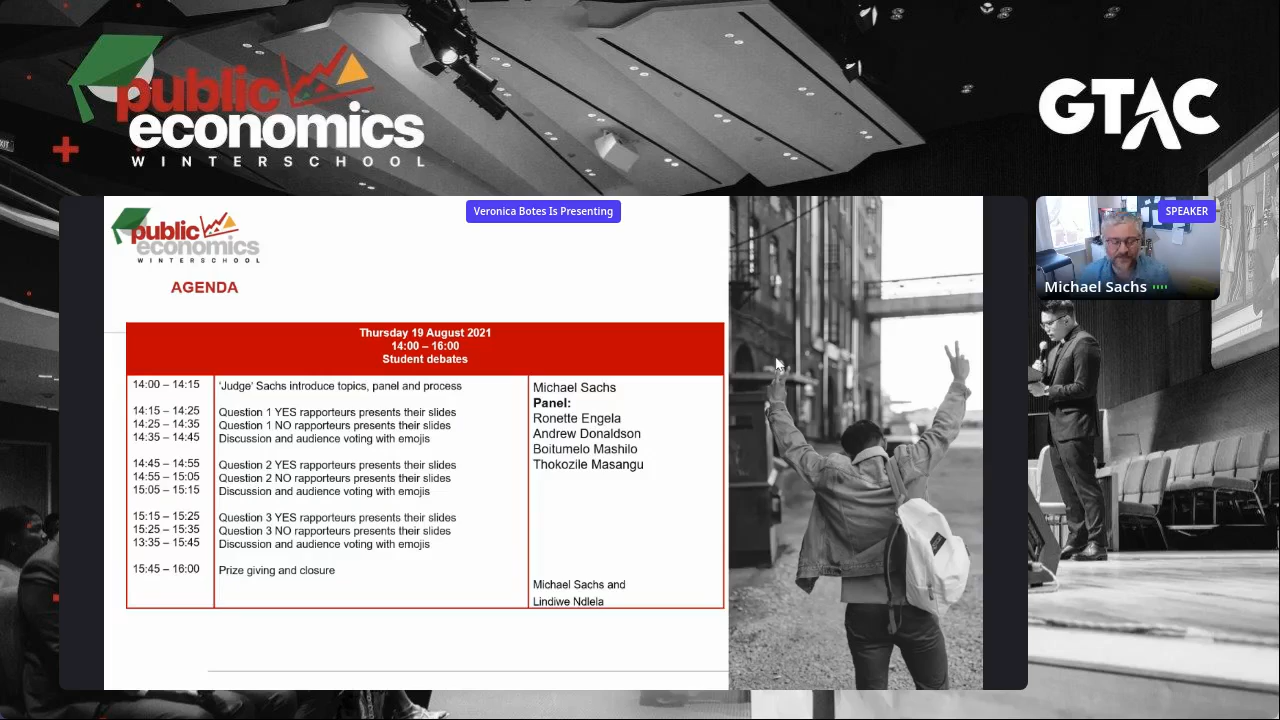 public
economics
WINTERSCHOOL
GTAC
Veronica Botes Is Presenting
SPEAKER
Michael Sachs
public
economics
WINTERSCHOOL
AGENDA
Thursday 19 August 2021
14:00 – 16:00
Student debates
14:00 – 14:15 'Judge' Sachs introduce topics, panel and process Michael Sachs
Panel:
14:15 – 14:25 Question 1 YES rapporteurs presents their slides Ronette Engela
14:25 – 14:35 Question 1 NO rapporteurs presents their slides Andrew Donaldson
14:35 – 14:45 Discussion and audience voting with emojis Boitumelo Mashilo
14:45 – 14:55 Question 2 YES rapporteurs presents their slides Thokozile Masangu
14:55 – 15:05 Question 2 NO rapporteurs presents their slides
15:05 – 15:15 Discussion and audience voting with emojis
15:15 – 15:25 Question 3 YES rapporteurs presents their slides
15:25 – 15:35 Question 3 NO rapporteurs presents their slides
13:35 – 15:45 Discussion and audience voting with emojis
15:45 – 16:00 Prize giving and closure
Michael Sachs and
Lindiwe Ndlela